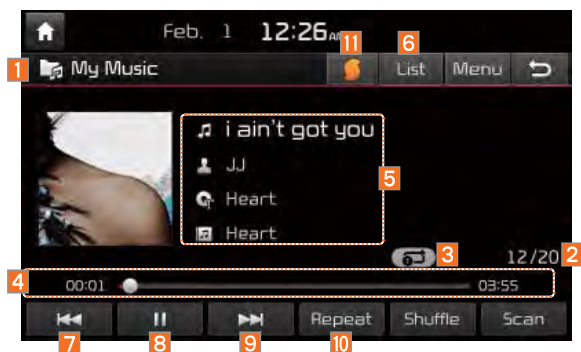 Feb. 1 12:26 AM
11
6
1 My Music List Menu
i ain't got you
JJ
5
Heart
Heart
3 12/20 2
4 00:01 03:55
Repeat Shuffle Scan
7 8 9 10